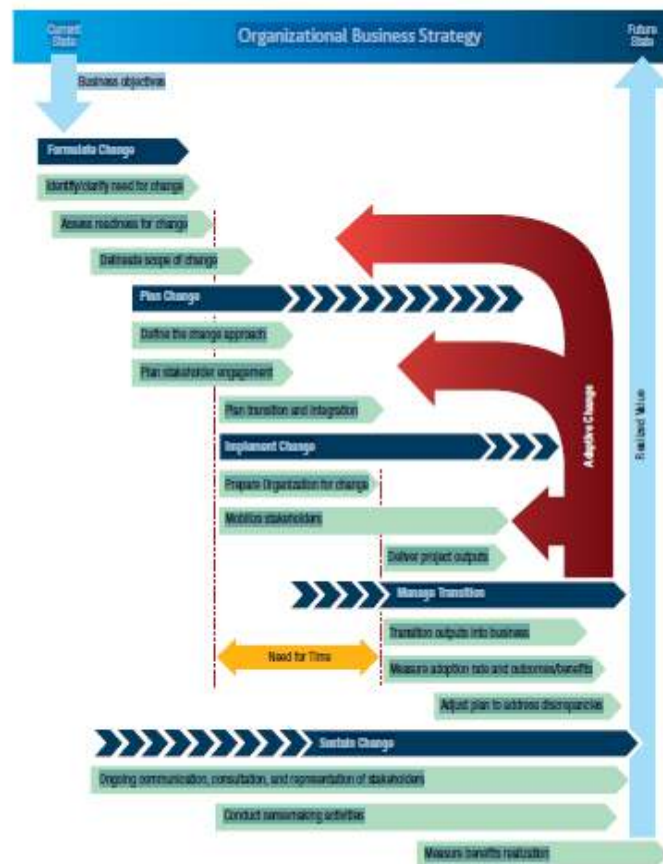 Current
State
Organizational Business Strategy
Future
State
Business objectives
Formulate Change
Identify/clarify need for change
Assess readiness for change
Delineate scope of change
Plan Change
Define the change approach
Plan stakeholder engagement
Plan transition and integration
Implement Change
Prepare Organization for change
Mobilize stakeholders
Deliver project outputs
Adaptive Change
Realized Value
Manage Transition
Transition outputs into business
Need for Time
Measure adoption rate and outcomes/benefits
Adjust plan to address discrepancies
Sustain Change
Ongoing communication, consultation, and representation of stakeholders
Conduct sensemaking activities
Measure benefits realization